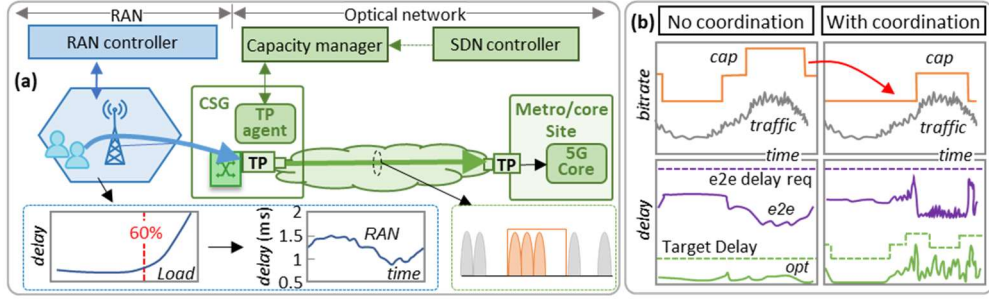 RAN
Optical network
RAN controller
Capacity manager
SDN controller
(a)
CSG
TP
agent
TP
Metro/core
Site
TP
5G
Core
delay
60%
Load
delay (ms)
2
1.5
1
0.5
RAN
time
(b)
No coordination
With coordination
bitrate
cap
traffic
time
cap
traffic
time
delay
e2e delay req
e2e
Target Delay
opt